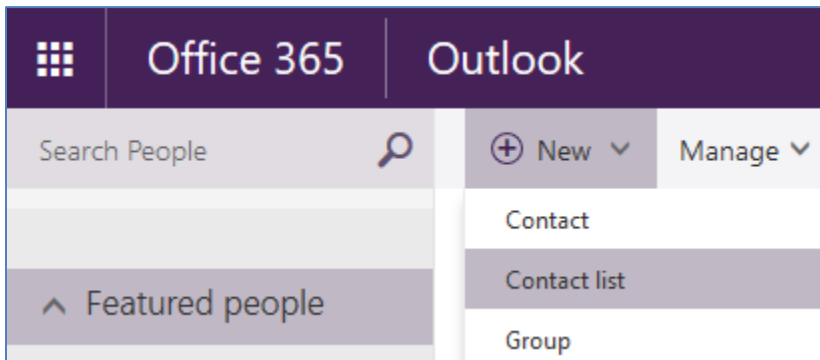 Office 365 Outlook
Search People New Manage
Contact
Contact list
Featured people
Group